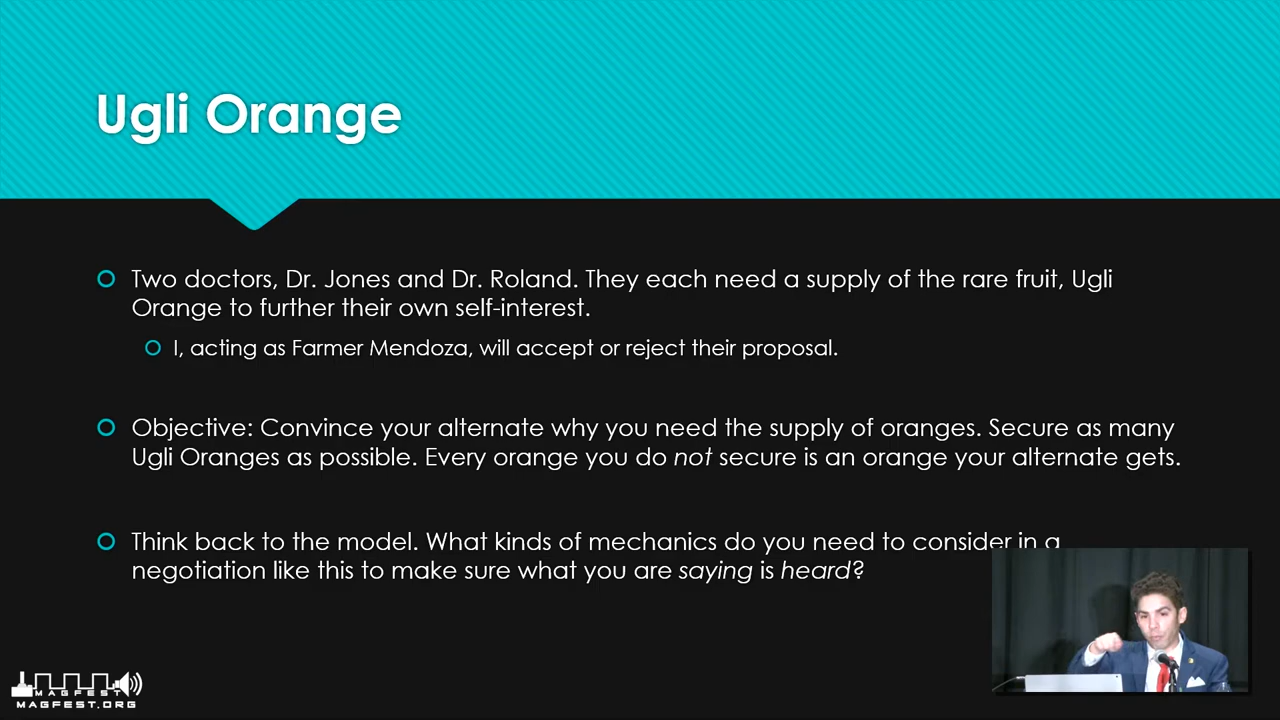 Ugli Orange
Two doctors, Dr. Jones and Dr. Roland. They each need a supply of the rare fruit, Ugli
Orange to further their own self-interest.
I, acting as Farmer Mendoza, will accept or reject their proposal.
Objective: Convince your alternate why you need the supply of oranges. Secure as many
Ugli Oranges as possible. Every orange you do not secure is an orange your alternate gets.
Think back to the model. What kinds of mechanics do you need to consider in a
negotiation like this to make sure what you are saying is heard?
MAGFEST
MAGFEST.ORG